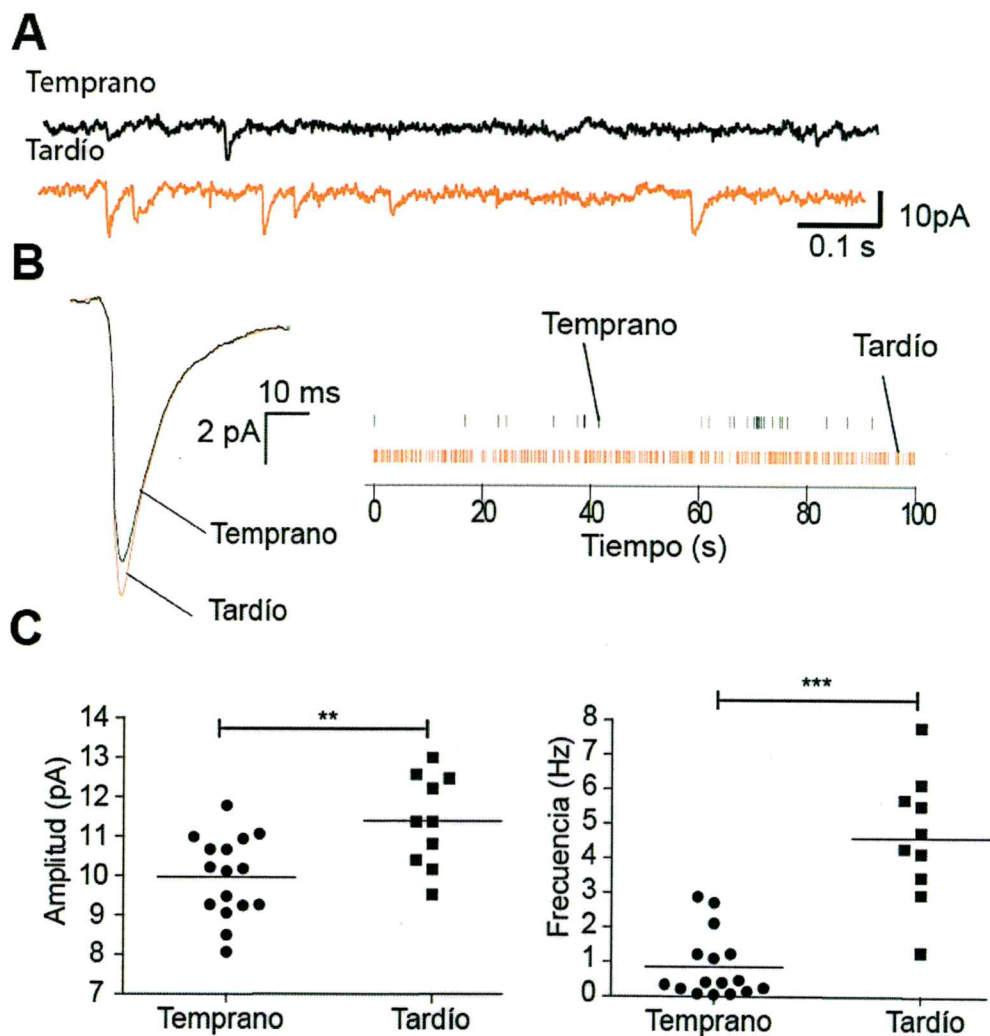 A
Temprano
Tardío
10pA
0.1 s
B
10 ms
2 pA
Temprano
Tardío
Temprano
Tardío
0 20 40 60 80 100
Tiempo (s)
C
**
Amplitud (pA)
14
13
12
11
10
9
8
7
Temprano Tardío
***
Frecuencia (Hz)
8
7
6
5
4
3
2
1
0
Temprano Tardío